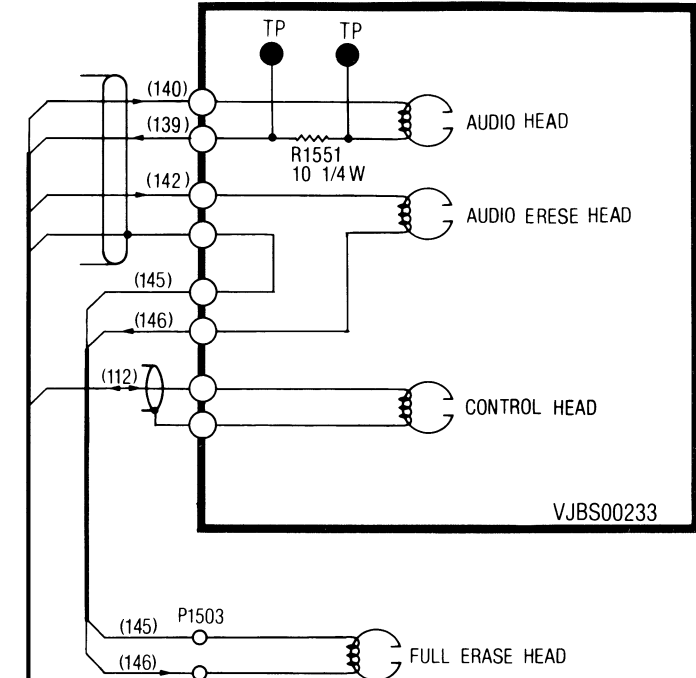 TP TP
(140)
(139)
AUDIO HEAD
R1551
10 1/4W
(142)
AUDIO ERESE HEAD
(145)
(146)
(112)
CONTROL HEAD
VJBS00233
P1503
(145)
(146)
FULL ERASE HEAD